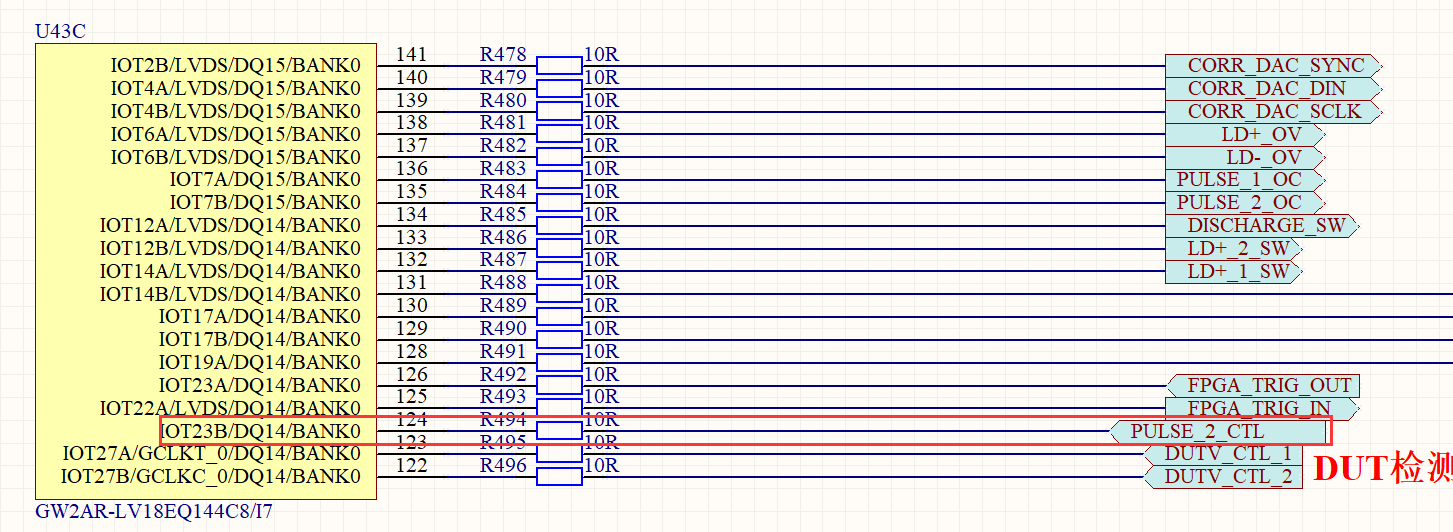 U43C
IOT2B/LVDS/DQ15/BANK0 141 R478 10R CORR_DAC_SYNC
IOT4A/LVDS/DQ15/BANK0 140 R479 10R CORR_DAC_DIN
IOT4B/LVDS/DQ15/BANK0 139 R480 10R CORR_DAC_SCLK
IOT6A/LVDS/DQ15/BANK0 138 R481 10R LD+_OV
IOT6B/LVDS/DQ15/BANK0 137 R482 10R LD-_OV
IOT7A/DQ15/BANK0 136 R483 10R PULSE_1_OC
IOT7B/DQ15/BANK0 135 R484 10R PULSE_2_OC
IOT12A/LVDS/DQ14/BANK0 134 R485 10R DISCHARGE_SW
IOT12B/LVDS/DQ14/BANK0 133 R486 10R LD+_2_SW
IOT14A/LVDS/DQ14/BANK0 132 R487 10R LD+_1_SW
IOT14B/LVDS/DQ14/BANK0 131 R488 10R
IOT17A/DQ14/BANK0 130 R489 10R
IOT17B/DQ14/BANK0 129 R490 10R
IOT19A/DQ14/BANK0 128 R491 10R
IOT23A/DQ14/BANK0 126 R492 10R FPGA_TRIG_OUT
IOT22A/LVDS/DQ14/BANK0 125 R493 10R FPGA_TRIG_IN
IOT23B/DQ14/BANK0 124 R494 10R PULSE_2_CTL
IOT27A/GCLKT_0/DQ14/BANK0 123 R495 10R DUTV_CTL_1
IOT27B/GCLKC_0/DQ14/BANK0 122 R496 10R DUTV_CTL_2
DUT检测
GW2AR-LV18EQ144C8/I7